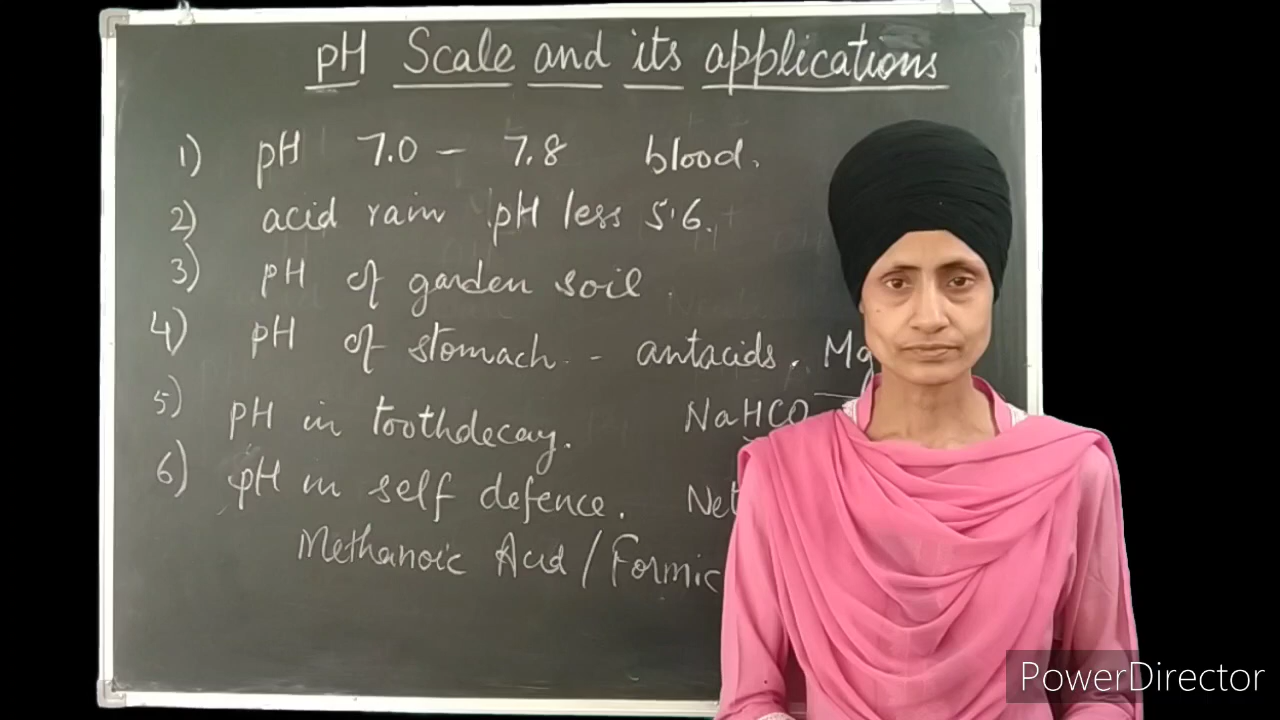 pH Scale and its applications
1) pH 7.0 - 7.8 blood.
2) acid rain pH less 5.6.
3) pH of garden soil.
4) pH of stomach - antacids. Mg
5) pH in toothdecay. NaHCO
6) pH in self defence. Net
Methanoic Acid / Formic
PowerDirector